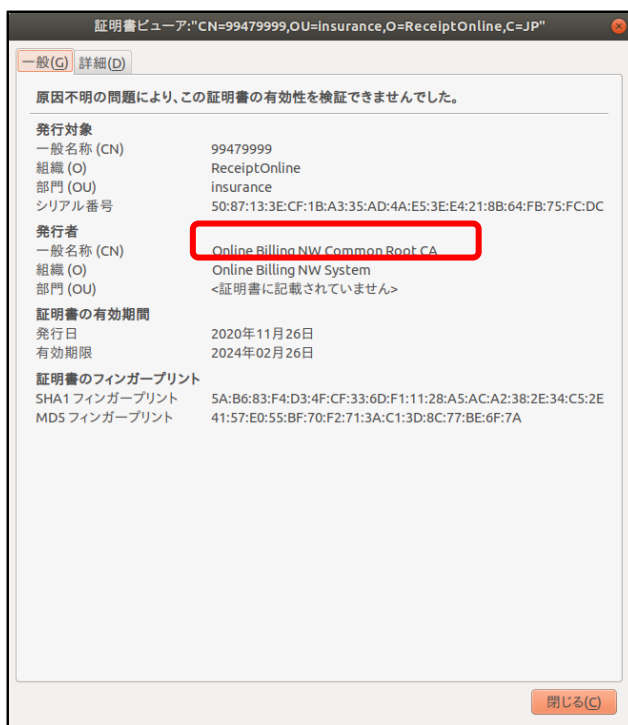 証明書ビューア:"CN=99479999,OU=insurance,O=ReceiptOnline,C=JP"
一般(G) 詳細(D)
原因不明の問題により、この証明書の有効性を検証できませんでした。
発行対象
一般名称 (CN) 99479999
組織 (O) ReceiptOnline
部門 (OU) insurance
シリアル番号 50:87:13:3E:CF:1B:A3:35:AD:4A:E5:3E:E4:21:8B:64:FB:75:FC:DC
発行者
一般名称 (CN) Online Billing NW Common Root CA
組織 (O) Online Billing NW System
部門 (OU) <証明書に記載されていません>
証明書の有効期間
発行日 2020年11月26日
有効期限 2024年02月26日
証明書のフィンガープリント
SHA1 フィンガープリント 5A:B6:83:F4:D3:4F:CF:33:6D:F1:11:28:A5:AC:A2:38:2E:34:C5:2E
MD5 フィンガープリント 41:57:E0:55:BF:70:F2:71:3A:C1:3D:8C:77:BE:6F:7A
閉じる(C)